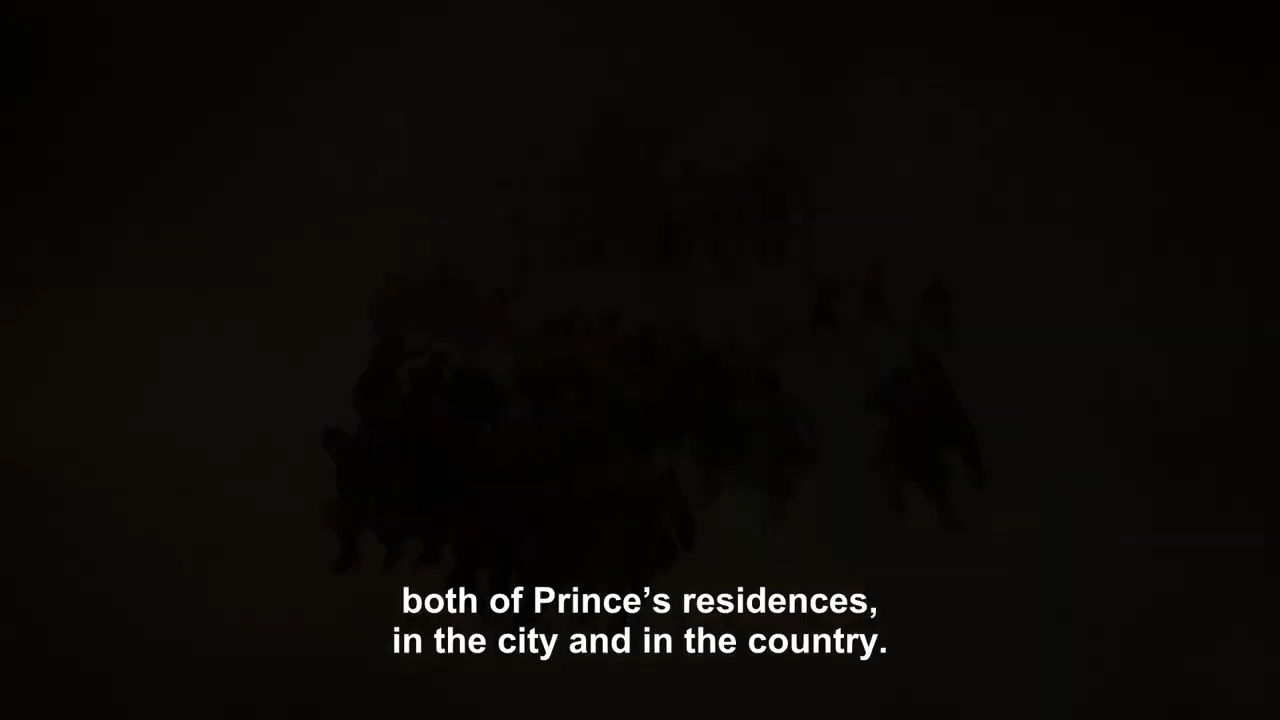 both of Prince’s residences,
in the city and in the country.